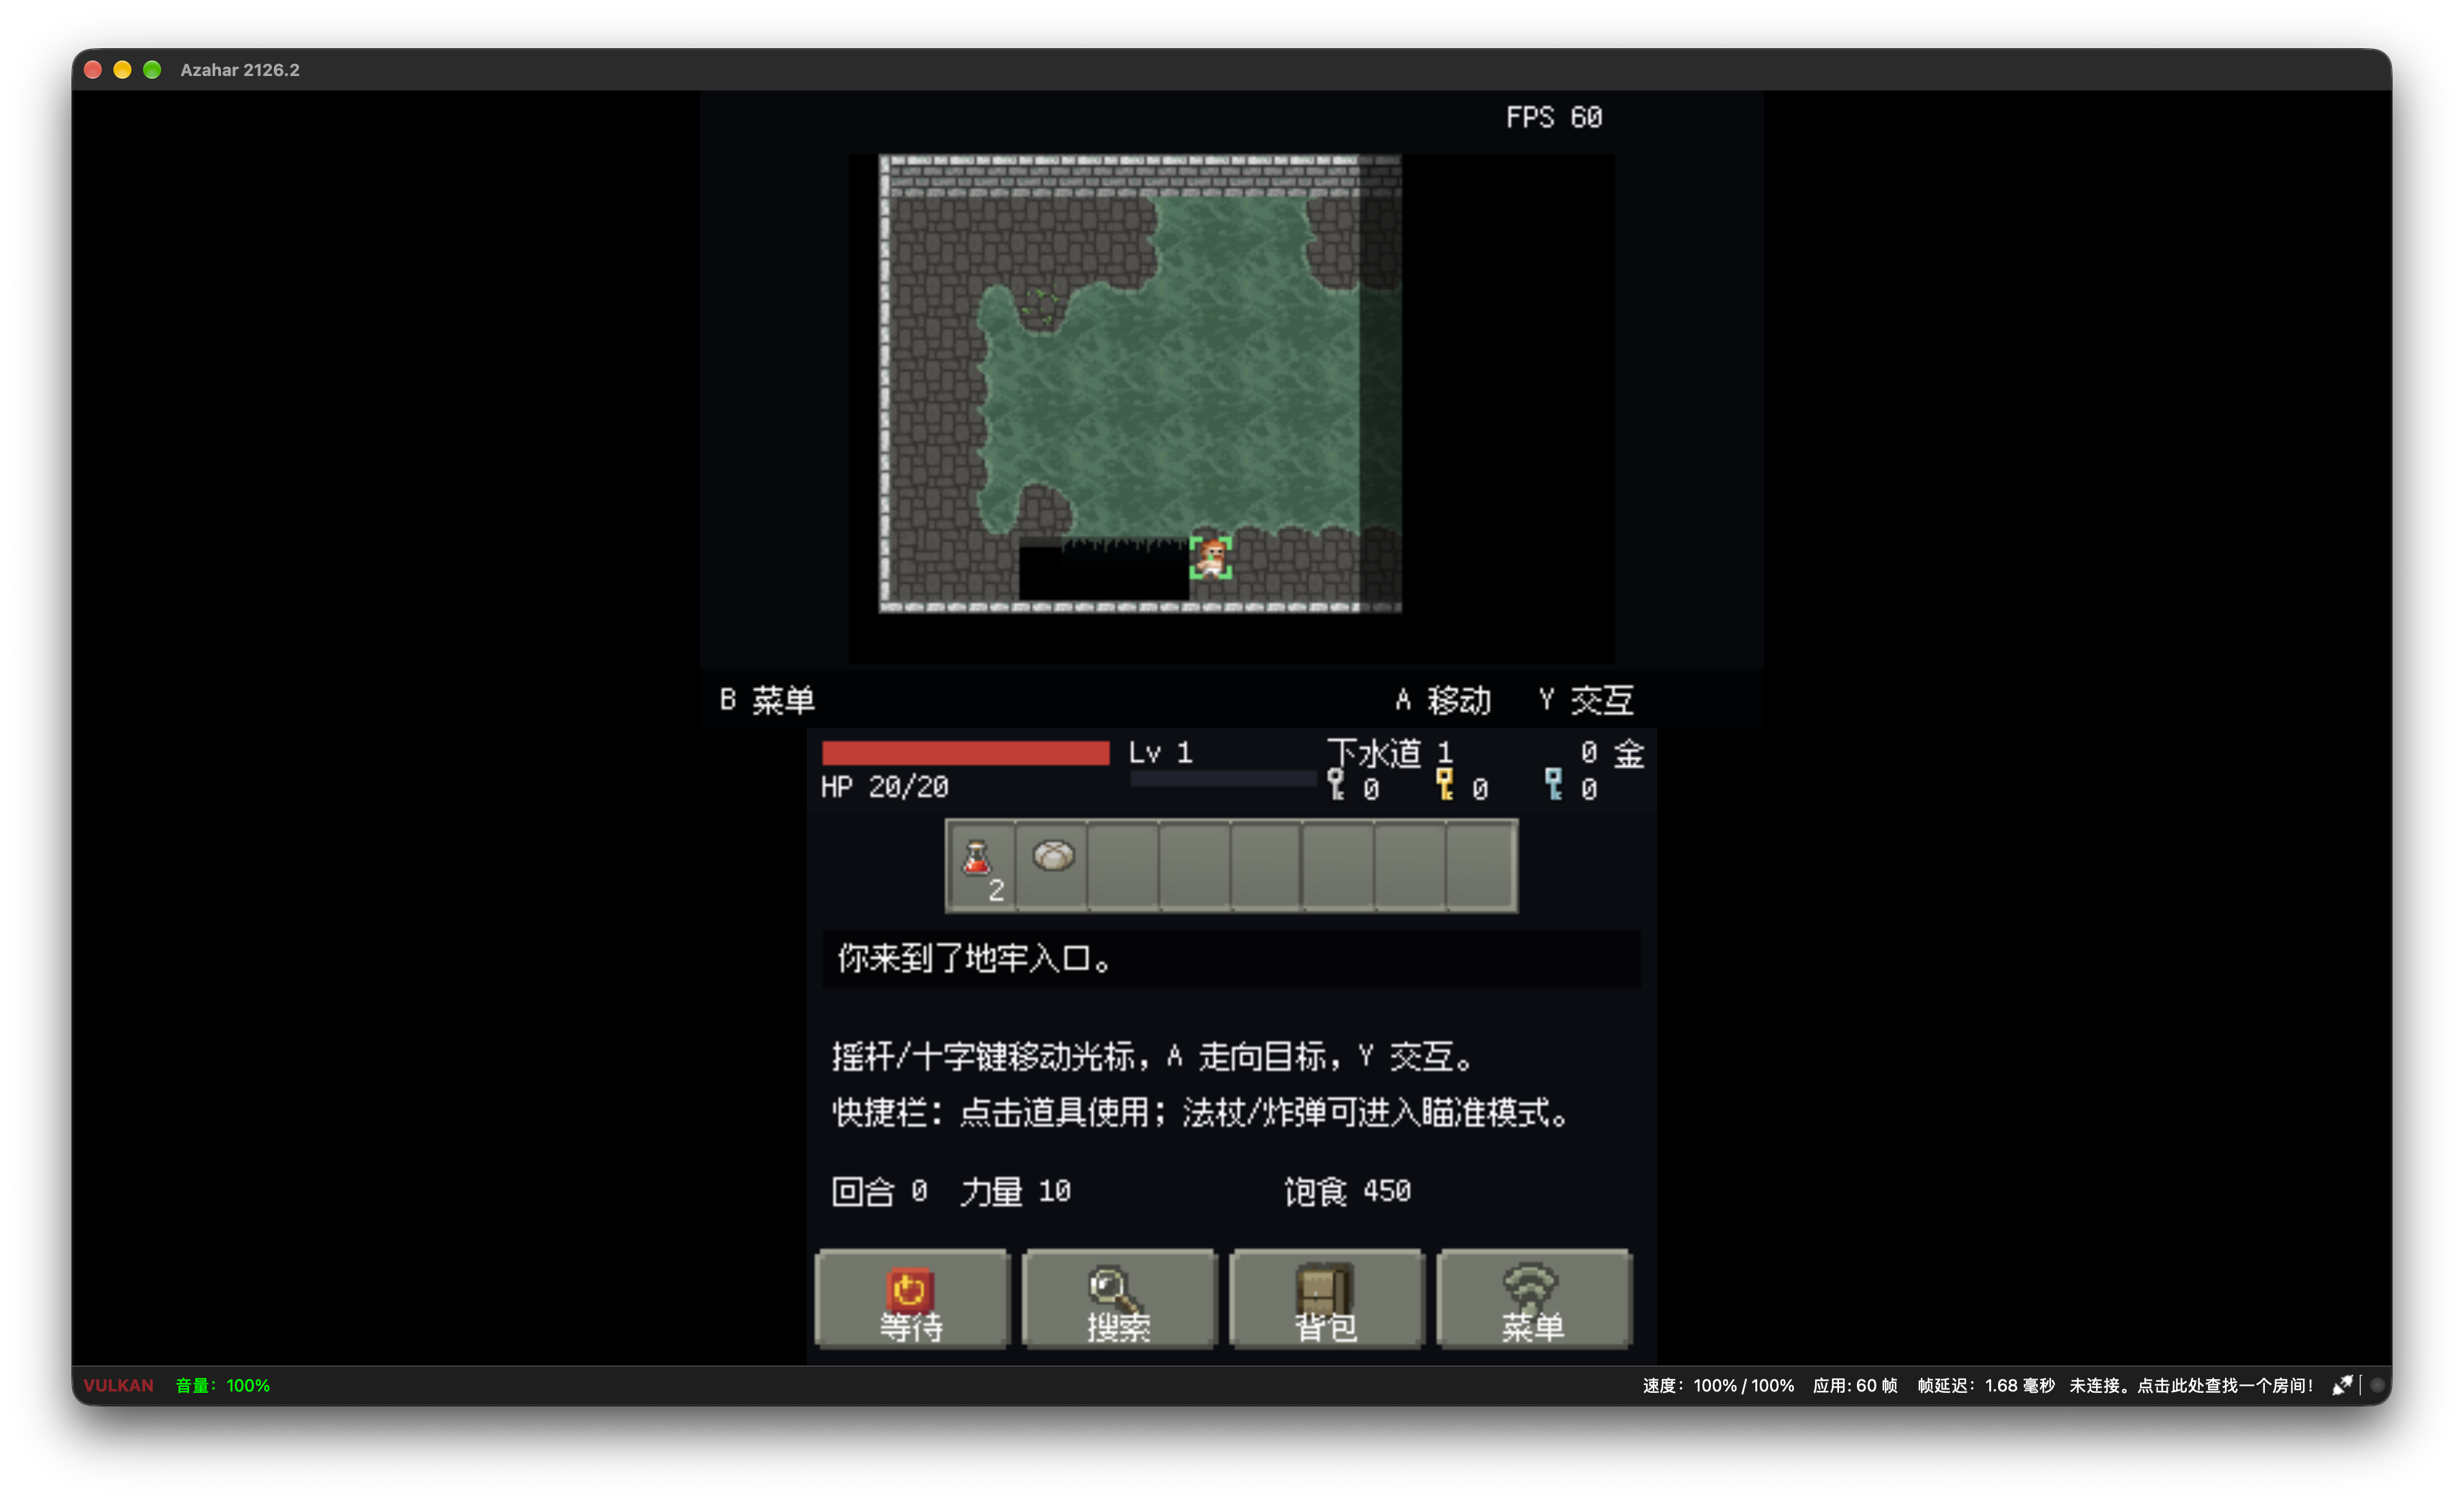 Azahar 2126.2
FPS 60
B 菜单 A 移动 Y 交互
Lv 1 下水道 1 0 金
HP 20/20 0 0 0
2
你来到了地牢入口。
摇杆/十字键移动光标，A 走向目标，Y 交互。
快捷栏：点击道具使用；法杖/炸弹可进入瞄准模式。
回合 0 力量 10 饱食 450
等待 搜索 背包 菜单
VULKAN 音量：100% 速度：100% / 100% 应用: 60 帧 帧延迟：1.68 毫秒 未连接。点击此处查找一个房间！